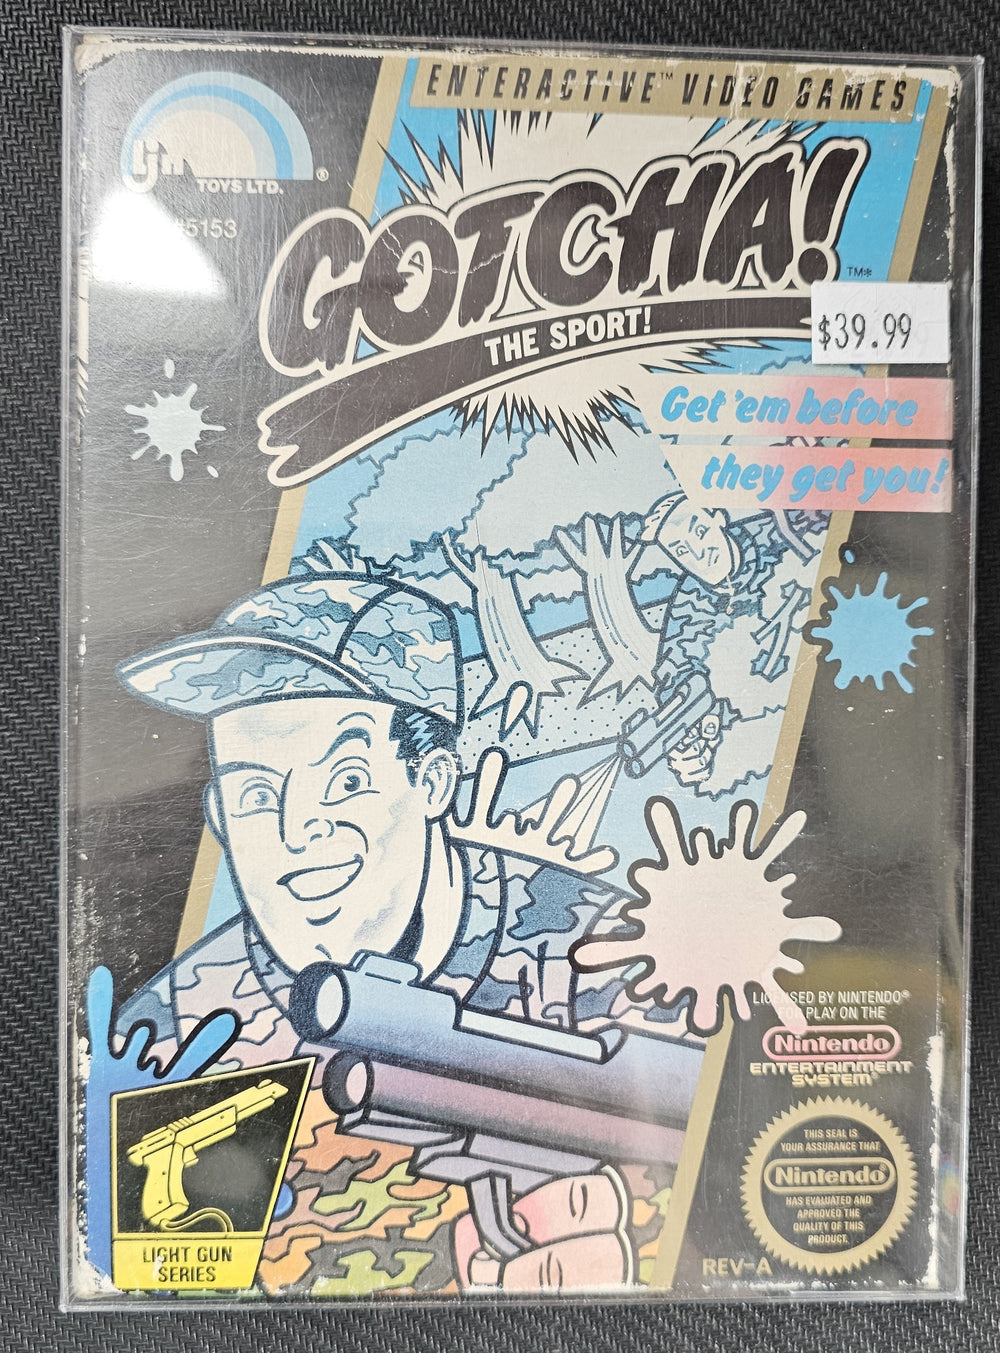 ENTERACTIVE™ VIDEO GAMES
ljn
TOYS LTD.®
5153
GOTCHA!
TM*
THE SPORT!
$39.99
Get 'em before
they get you!
LICENSED BY NINTENDO®
FOR PLAY ON THE
Nintendo
ENTERTAINMENT
SYSTEM®
THIS SEAL IS
YOUR ASSURANCE THAT
Nintendo®
HAS EVALUATED AND
APPROVED THE
QUALITY OF THIS
PRODUCT.
REV-A
LIGHT GUN
SERIES